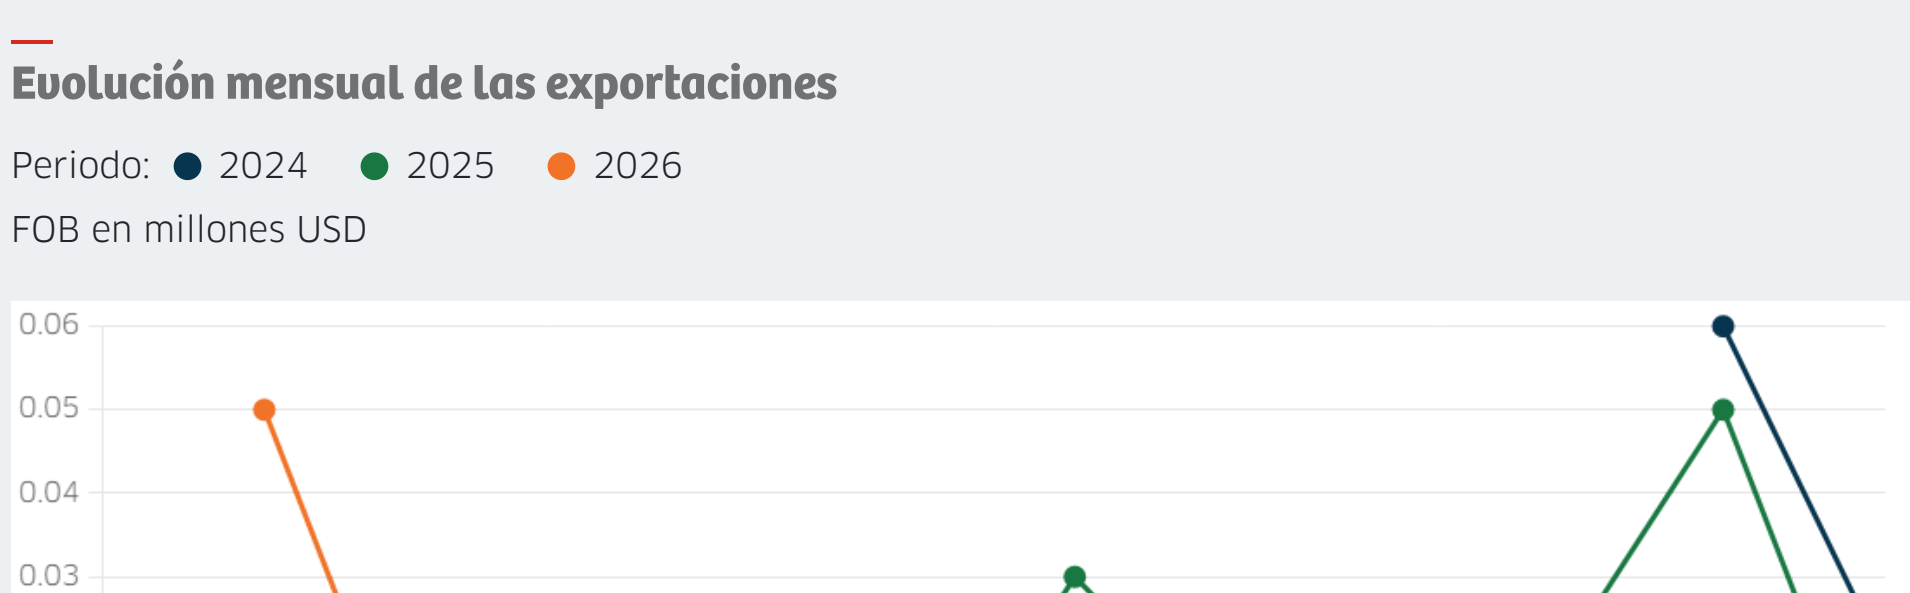 Evolución mensual de las exportaciones
Periodo: 2024 2025 2026
FOB en millones USD
0.06
0.05
0.04
0.03